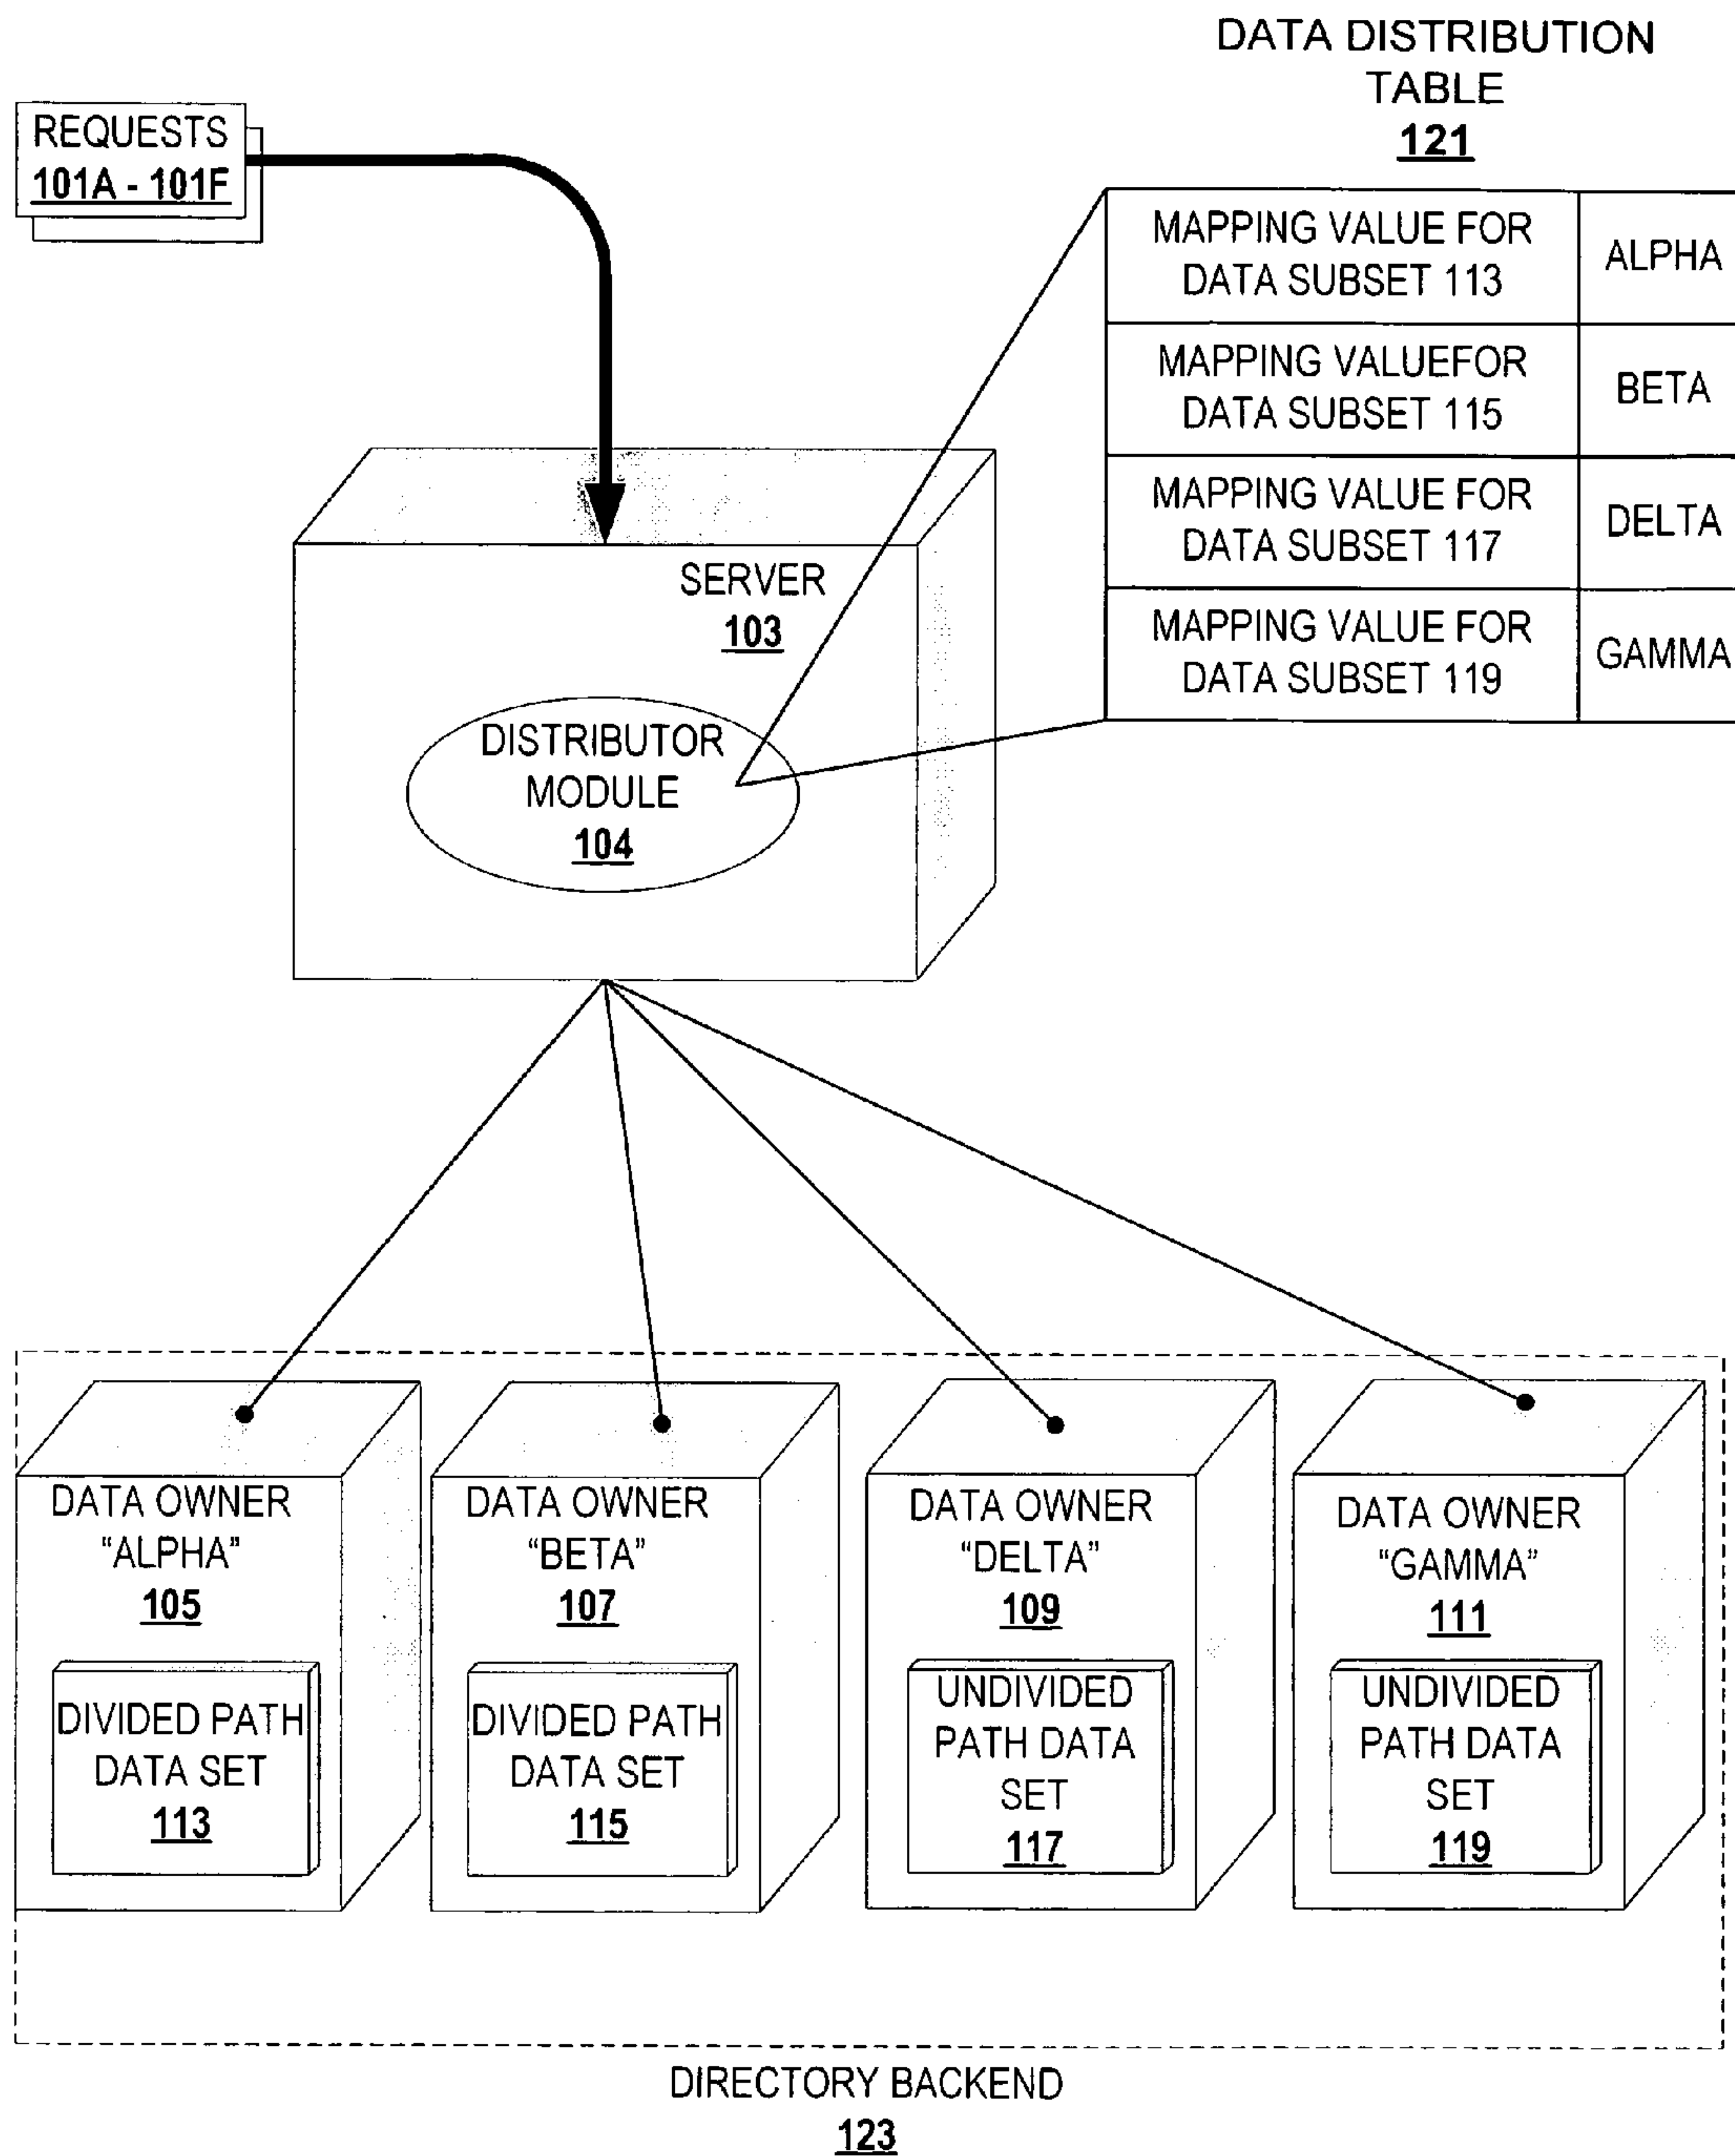 DATA DISTRIBUTION
TABLE
121
REQUESTS
101A - 101F
MAPPING VALUE FOR
DATA SUBSET 113
ALPHA
MAPPING VALUEFOR
DATA SUBSET 115
BETA
MAPPING VALUE FOR
DATA SUBSET 117
DELTA
MAPPING VALUE FOR
DATA SUBSET 119
GAMMA
SERVER
103
DISTRIBUTOR
MODULE
104
DATA OWNER
"ALPHA"
105
DIVIDED PATH
DATA SET
113
DATA OWNER
"BETA"
107
DIVIDED PATH
DATA SET
115
DATA OWNER
"DELTA"
109
UNDIVIDED
PATH DATA
SET
117
DATA OWNER
"GAMMA"
111
UNDIVIDED
PATH DATA
SET
119
DIRECTORY BACKEND
123